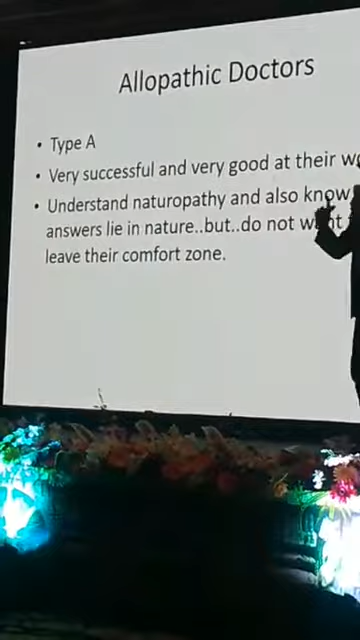 Allopathic Doctors
• Type A
• Very successful and very good at their
• Understand naturopathy and also know
answers lie in nature..but..do not
leave their comfort zone.